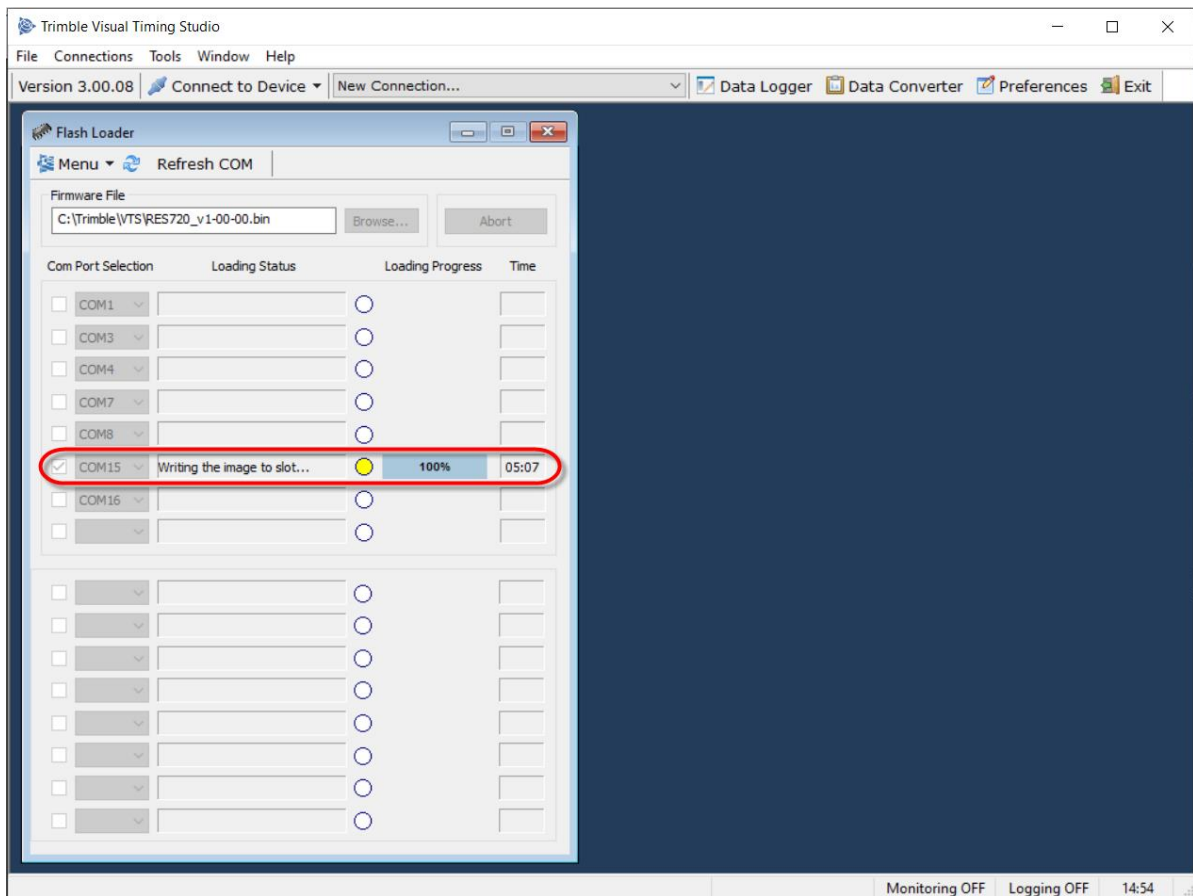 Trimble Visual Timing Studio
File Connections Tools Window Help
Version 3.00.08 Connect to Device New Connection... Data Logger Data Converter Preferences Exit
Flash Loader
Menu Refresh COM
Firmware File
C:\Trimble\VTS\RES720_v1-00-00.bin Browse... Abort
Com Port Selection Loading Status Loading Progress Time
COM1
COM3
COM4
COM7
COM8
COM15 Writing the image to slot... 100% 05:07
COM16
Monitoring OFF Logging OFF 14:54